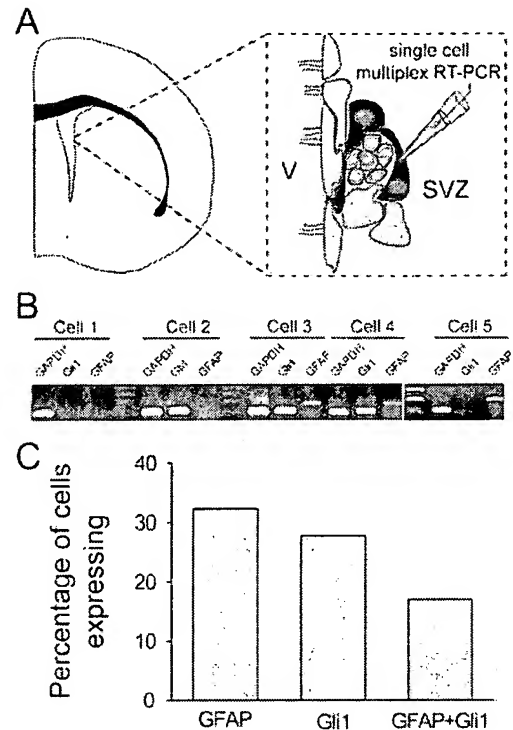 A
single cell
multiplex RT-PCR
V
SVZ
B
Cell 1 Cell 2 Cell 3 Cell 4 Cell 5
GAPDH Gli1 GFAP GAPDH Gli1 GFAP GAPDH Gli1 GFAP GAPDH Gli1 GFAP GAPDH Gli1 GFAP
C
Percentage of cells
expressing
40
30
20
10
0
GFAP Gli1 GFAP+Gli1